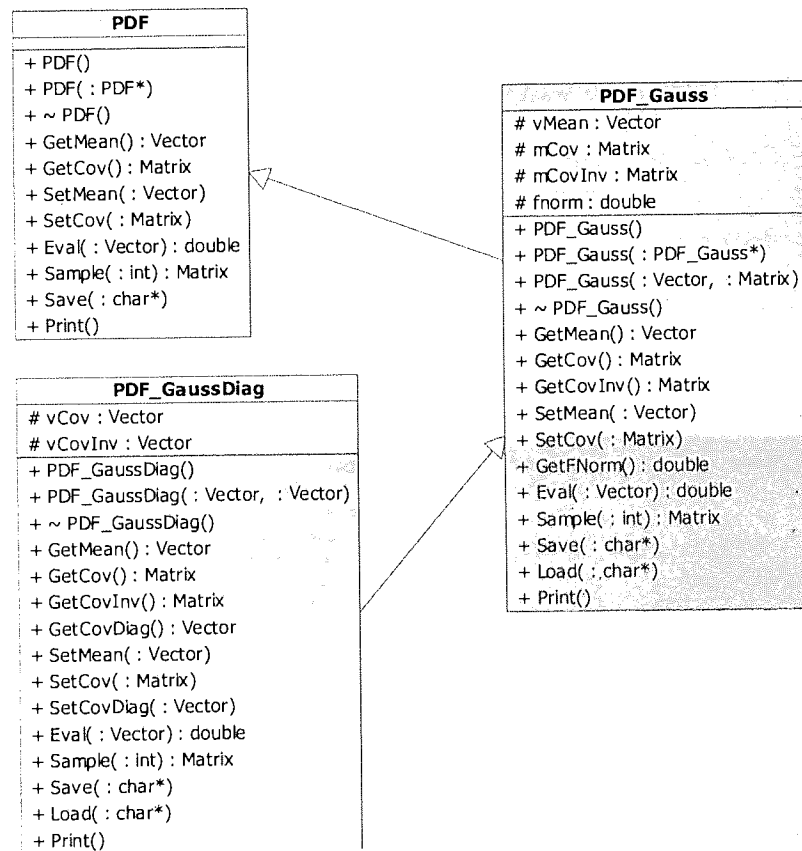 PDF
+ PDF()
+ PDF( : PDF*)
+ ~ PDF()
+ GetMean() : Vector
+ GetCov() : Matrix
+ SetMean( : Vector)
+ SetCov( : Matrix)
+ Eval( : Vector) : double
+ Sample( : int) : Matrix
+ Save( : char*)
+ Print()
PDF_Gauss
# vMean : Vector
# mCov : Matrix
# mCovInv : Matrix
# fnorm : double
+ PDF_Gauss()
+ PDF_Gauss( : PDF_Gauss*)
+ PDF_Gauss( : Vector, : Matrix)
+ ~ PDF_Gauss()
+ GetMean() : Vector
+ GetCov() : Matrix
+ GetCovInv() : Matrix
+ SetMean( : Vector)
+ SetCov( : Matrix)
+ GetFNorm() : double
+ Eval( : Vector) : double
+ Sample( : int) : Matrix
+ Save( : char*)
+ Load( : char*)
+ Print()
PDF_GaussDiag
# vCov : Vector
# vCovInv : Vector
+ PDF_GaussDiag()
+ PDF_GaussDiag( : Vector, : Vector)
+ ~ PDF_GaussDiag()
+ GetMean() : Vector
+ GetCov() : Matrix
+ GetCovInv() : Matrix
+ GetCovDiag() : Vector
+ SetMean( : Vector)
+ SetCov( : Matrix)
+ SetCovDiag( : Vector)
+ Eval( : Vector) : double
+ Sample( : int) : Matrix
+ Save( : char*)
+ Load( : char*)
+ Print()